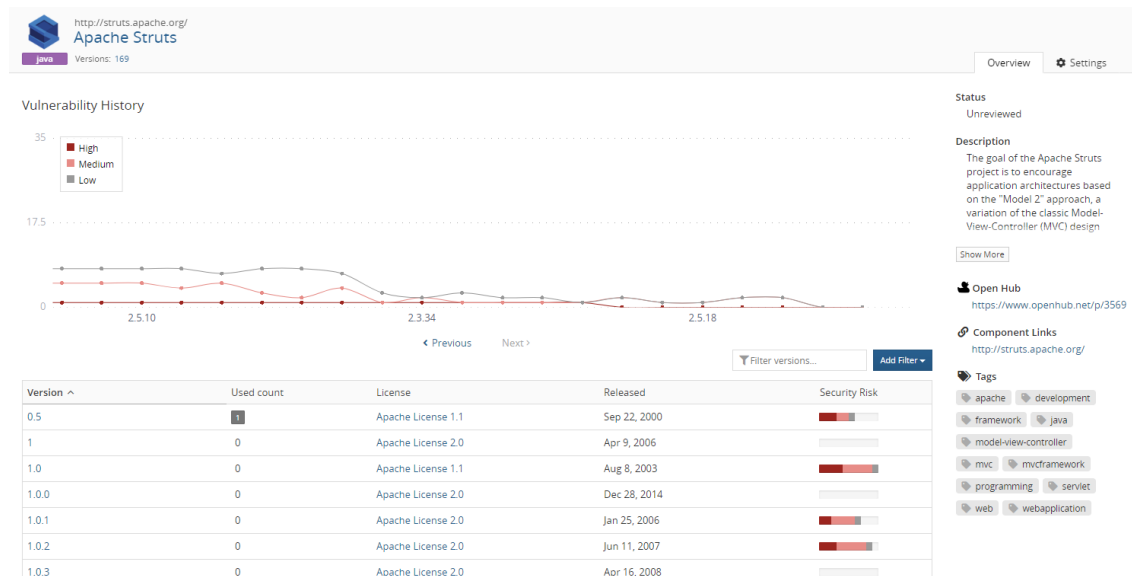 http://struts.apache.org/
Apache Struts
java Versions: 169
Overview Settings
Vulnerability History
35
High
Medium
Low
17.5
0
2.5.10 2.3.34 2.5.18
Previous Next
Filter versions... Add Filter
Version Used count License Released Security Risk
0.5 1 Apache License 1.1 Sep 22, 2000
1 0 Apache License 2.0 Apr 9, 2006
1.0 0 Apache License 1.1 Aug 8, 2003
1.0.0 0 Apache License 2.0 Dec 28, 2014
1.0.1 0 Apache License 2.0 Jan 25, 2006
1.0.2 0 Apache License 2.0 Jun 11, 2007
1.0.3 0 Apache License 2.0 Apr 16, 2008
Status
Unreviewed
Description
The goal of the Apache Struts
project is to encourage
application architectures based
on the "Model 2" approach, a
variation of the classic Model-
View-Controller (MVC) design
Show More
Open Hub
https://www.openhub.net/p/3569
Component Links
http://struts.apache.org/
Tags
apache development
framework java
model-view-controller
mvc mvcframework
programming servlet
web webapplication